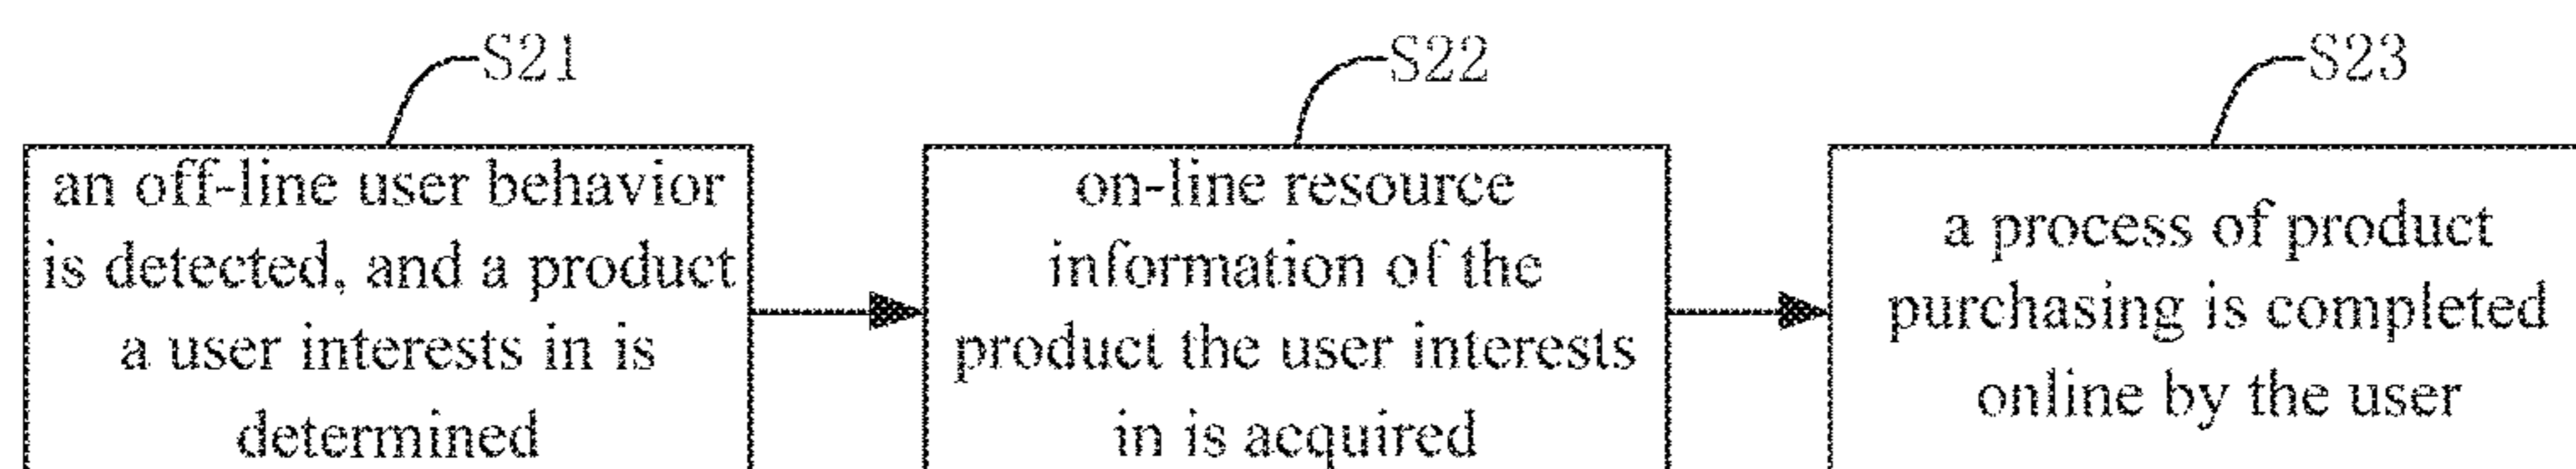 S21
S22
S23
an off-line user behavior
is detected, and a product
a user interests in is
determined
on-line resource
information of the
product the user interests
in is acquired
a process of product
purchasing is completed
online by the user